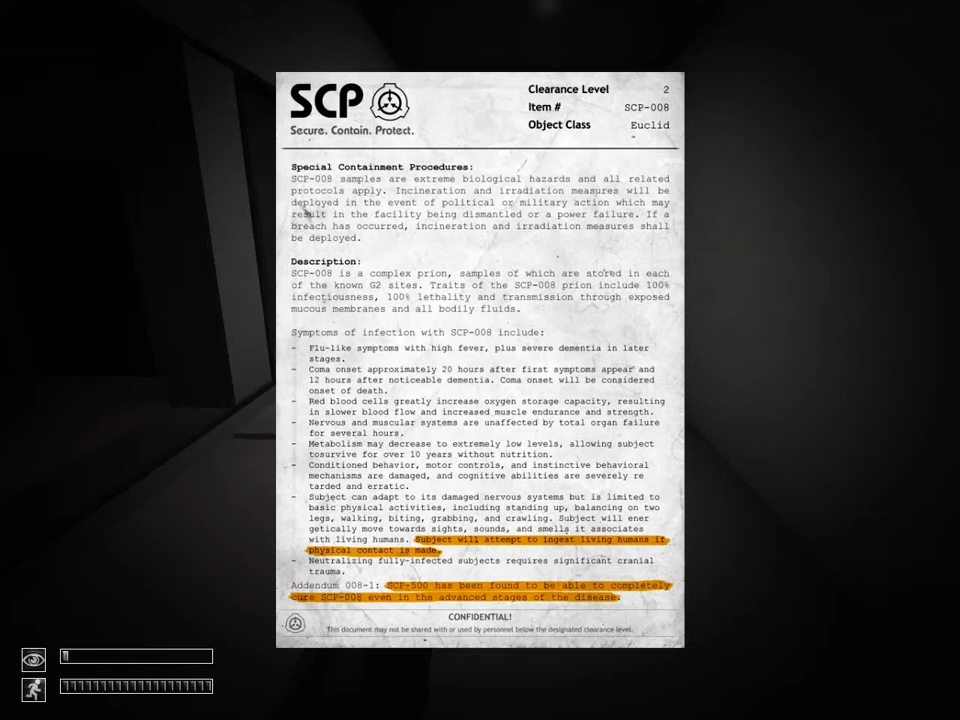 SCP
Secure. Contain. Protect.
Clearance Level 2
Item # SCP-008
Object Class Euclid
Special Containment Procedures:
SCP-008 samples are extreme biological hazards and all related
protocols apply. Incineration and irradiation measures will be
deployed in the event of political or military action which may
result in the facility being dismantled or a power failure. If a
breach has occurred, incineration and irradiation measures shall
be deployed.
Description:
SCP-008 is a complex prion, samples of which are stored in each
of the known G2 sites. Traits of the SCP-008 prion include 100%
infectiousness, 100% lethality and transmission through exposed
mucous membranes and all bodily fluids.
Symptoms of infection with SCP-008 include:
- Flu-like symptoms with high fever, plus severe dementia in later
stages.
- Coma onset approximately 20 hours after first symptoms appear and
12 hours after noticeable dementia. Coma onset will be considered
onset of death.
- Red blood cells greatly increase oxygen storage capacity, resulting
in slower blood flow and increased muscle endurance and strength.
- Nervous and muscular systems are unaffected by total organ failure
for several hours.
- Metabolism may decrease to extremely low levels, allowing subject
tosurvive for over 10 years without nutrition.
- Conditioned behavior, motor controls, and instinctive behavioral
mechanisms are damaged, and cognitive abilities are severely re
tarded and erratic.
- Subject can adapt to its damaged nervous systems but is limited to
basic physical activities, including standing up, balancing on two
legs, walking, biting, grabbing, and crawling. Subject will ener
getically move towards sights, sounds, and smells it associates
with living humans. Subject will attempt to ingest living humans if
physical contact is made.
- Neutralizing fully-infected subjects requires significant cranial
trauma.
Addendum 008-1: SCP-500 has been found to be able to completely
cure SCP-008 even in the advanced stages of the disease.
CONFIDENTIAL!
This document may not be shared with or used by personnel below the designated clearance level.